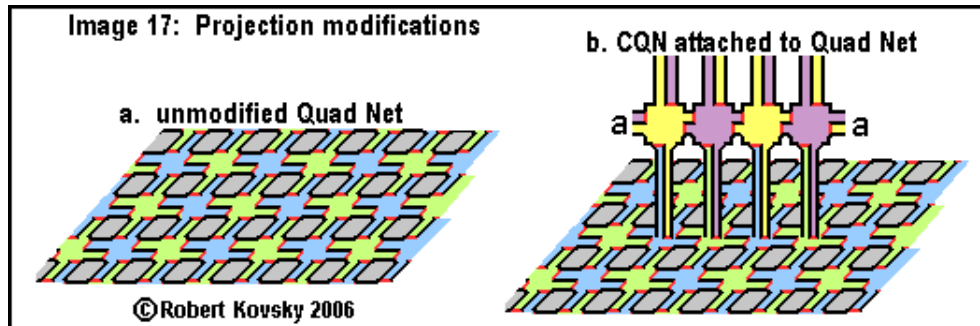 Image 17: Projection modifications
a. unmodified Quad Net
©Robert Kovsky 2006
b. CQN attached to Quad Net
a a